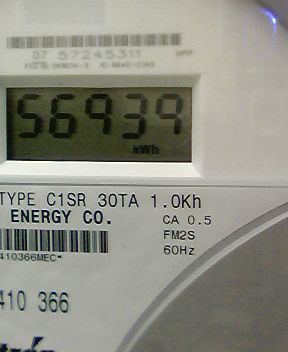 07 57245311
56939
kWh
TYPE C1SR 30TA 1.0Kh
ENERGY CO.
CA 0.5
FM2S
60Hz
410366MEC*
410 366